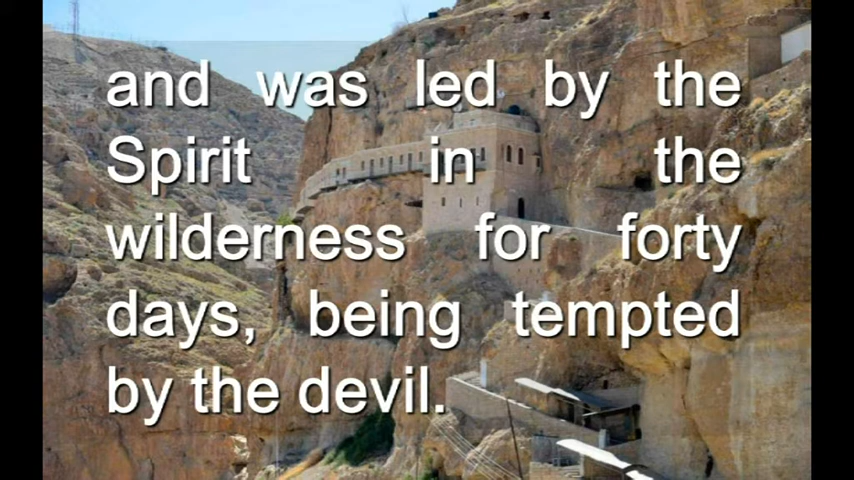 and was led by the
Spirit in the
wilderness for forty
days, being tempted
by the devil.